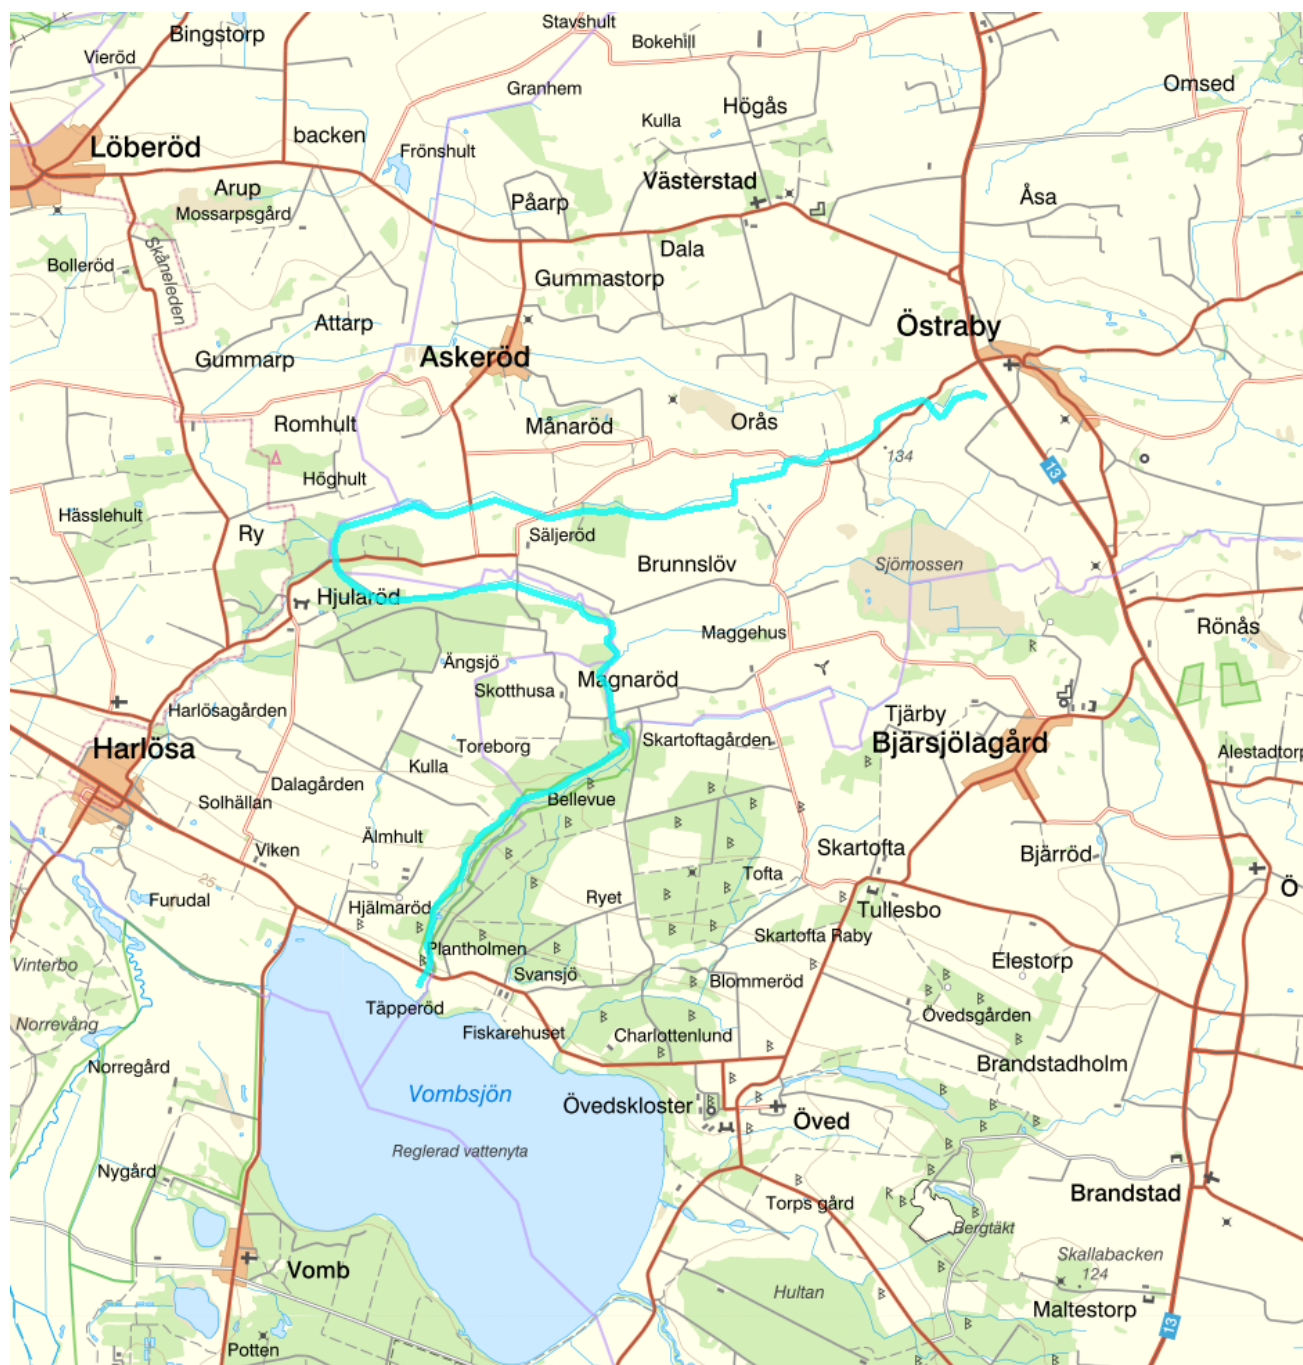 Stavshult
Bingstorp
Bokehill
Vieröd
Granhem
Omsed
Högås
Kulla
backen
Löberöd
Frönshult
Västerstad
Arup
Påarp
Åsa
Mossarpsgård
Skåneleden
Dala
Bolleröd
Gummastorp
Attarp
Östraby
Gummarp
Askeröd
Romhult
Månaröd
Orås
134
13
Höghult
Hässlehult
Ry
Säljeröd
Brunnslöv
Sjömossen
Hjularöd
Rönås
Maggehus
Ängsjö
Magnaröd
Skotthusa
Harlösagården
Tjärby
Skartoftagården
Bjärsjölagård
Harlösa
Toreborg
Alestadtorp
Kulla
Dalagården
Bellevue
Solhällan
Älmhult
Skartofta
Viken
Bjärröd
Tofta
25
Ö
Furudal
Ryet
Hjälmaröd
Tullesbo
Skartofta Raby
Plantholmen
Elestorp
Vinterbo
Svansjö
Blommeröd
Täpperöd
Övedsgården
Norrevång
Fiskarehuset
Charlottenlund
Norregård
Brandstadholm
Vombsjön
Övedskloster
Öved
Reglerad vattenyta
Nygård
Brandstad
Torps gård
Bergtäkt
Skallabacken
Vomb
124
Hultan
Maltestorp
13
Potten